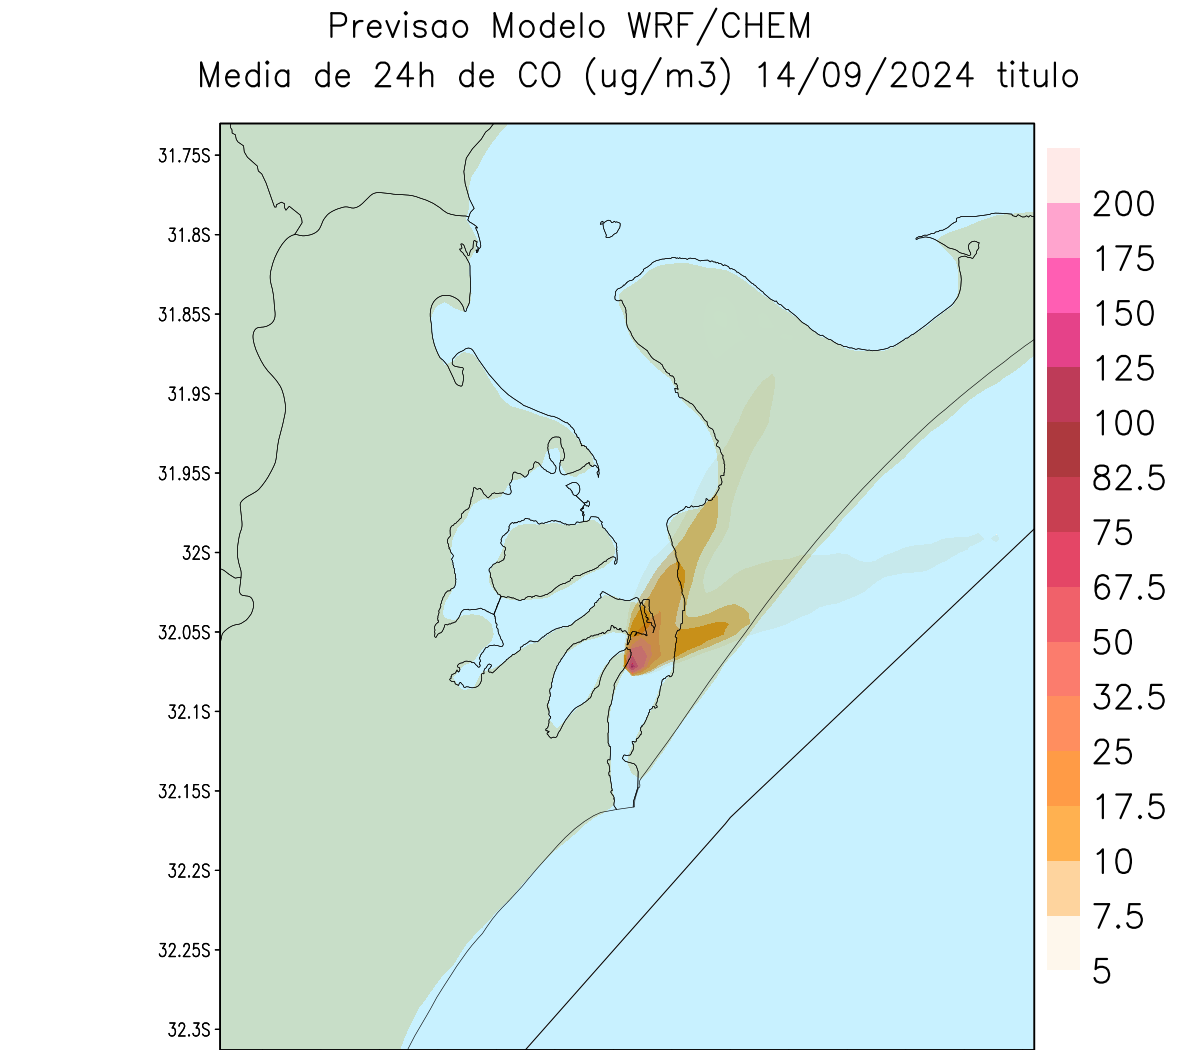 Previsao Modelo WRF/CHEM
Media de 24h de CO (ug/m3) 14/09/2024 titulo
31.75S
31.8S
31.85S
31.9S
31.95S
32S
32.05S
32.1S
32.15S
32.2S
32.25S
32.3S
200
175
150
125
100
82.5
75
67.5
50
32.5
25
17.5
10
7.5
5